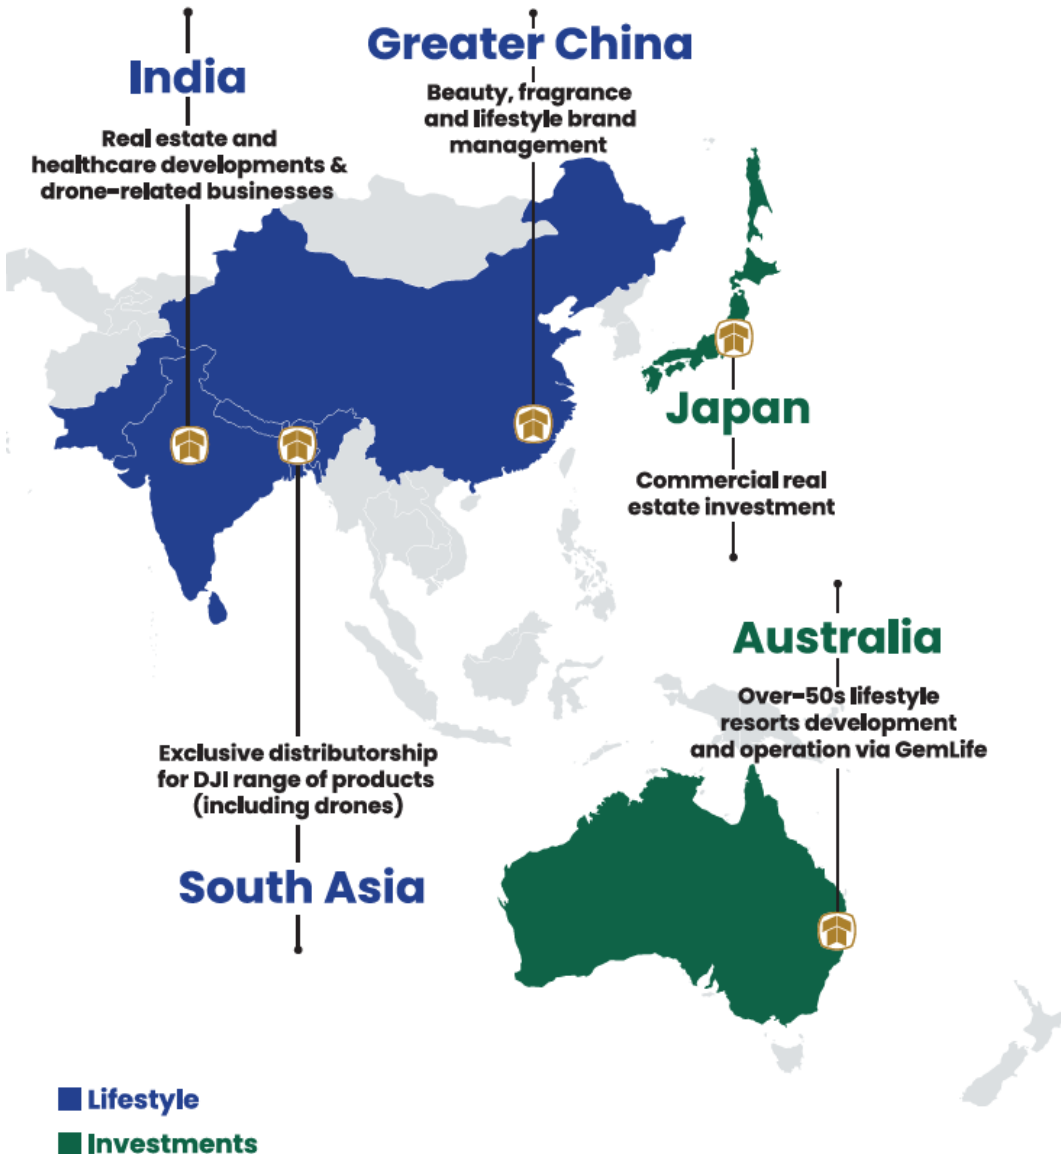 India
Real estate and
healthcare developments &
drone-related businesses
Greater China
Beauty, fragrance
and lifestyle brand
management
Japan
Commercial real
estate investment
Australia
Over-50s lifestyle
resorts development
and operation via GemLife
Exclusive distributorship
for DJI range of products
(including drones)
South Asia
Lifestyle
Investments